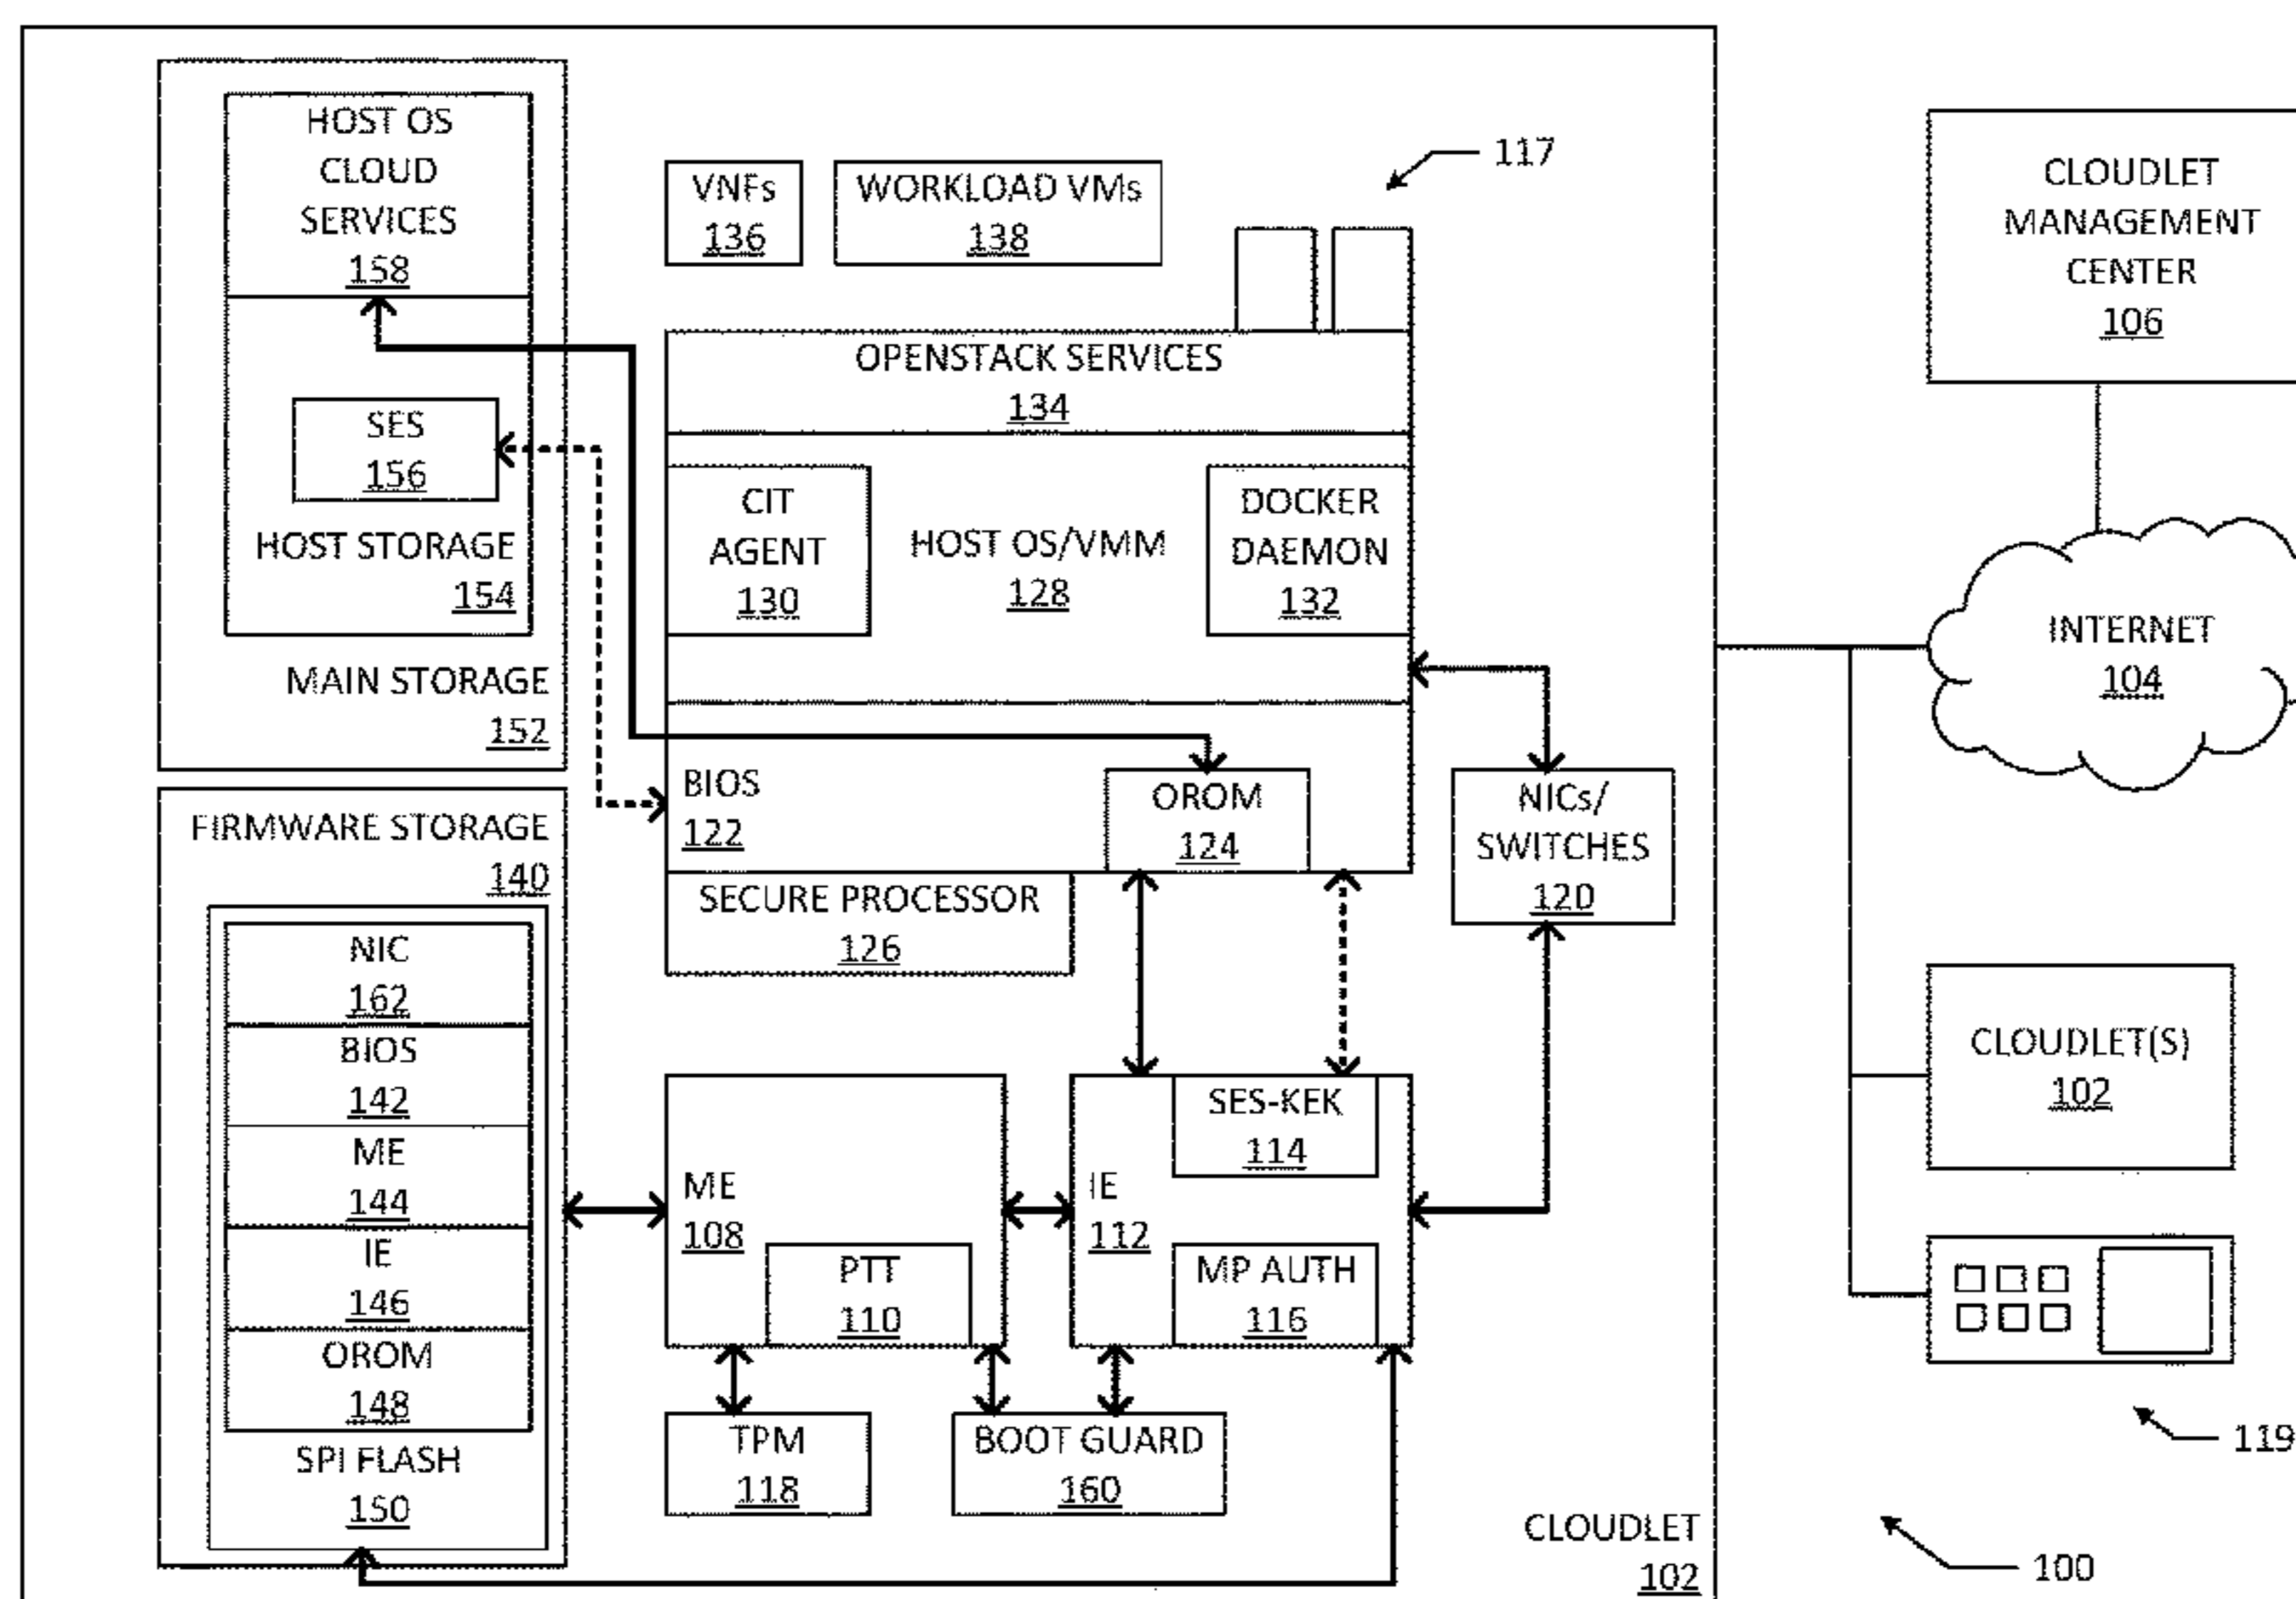 HOST OS
CLOUD
SERVICES
158
SES
156
HOST STORAGE
154
MAIN STORAGE
152
FIRMWARE STORAGE
140
NIC
162
BIOS
142
ME
144
IE
146
OROM
148
SPI FLASH
150
VNFs
136
WORKLOAD VMs
138
117
OPENSTACK SERVICES
134
CIT
AGENT
130
HOST OS/VMM
128
DOCKER
DAEMON
132
BIOS
122
OROM
124
SECURE PROCESSOR
126
NICs/
SWITCHES
120
ME
108
PTT
110
IE
112
SES-KEK
114
MP AUTH
116
TPM
118
BOOT GUARD
160
CLOUDLET
102
CLOUDLET
MANAGEMENT
CENTER
106
INTERNET
104
CLOUDLET(S)
102
119
100